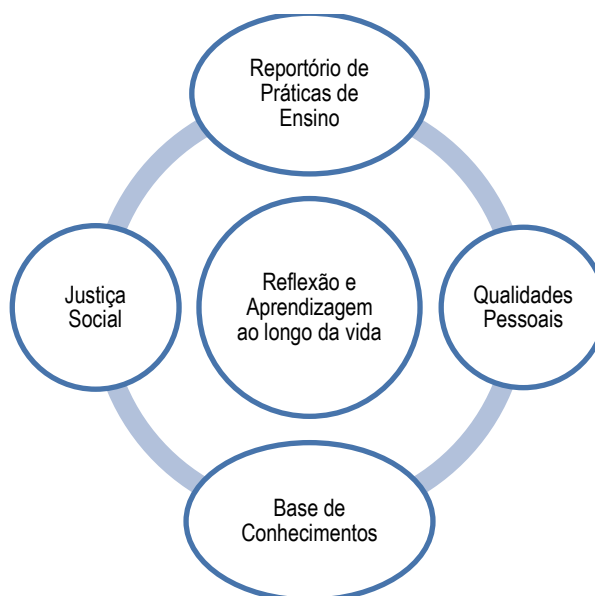 Reportório de
Práticas de
Ensino
Justiça
Social
Reflexão e
Aprendizagem
ao longo da vida
Qualidades
Pessoais
Base de
Conhecimentos